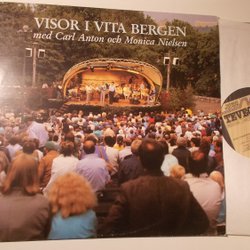 VISOR I VITA BERGEN
med Carl Anton och Monica Nielsen